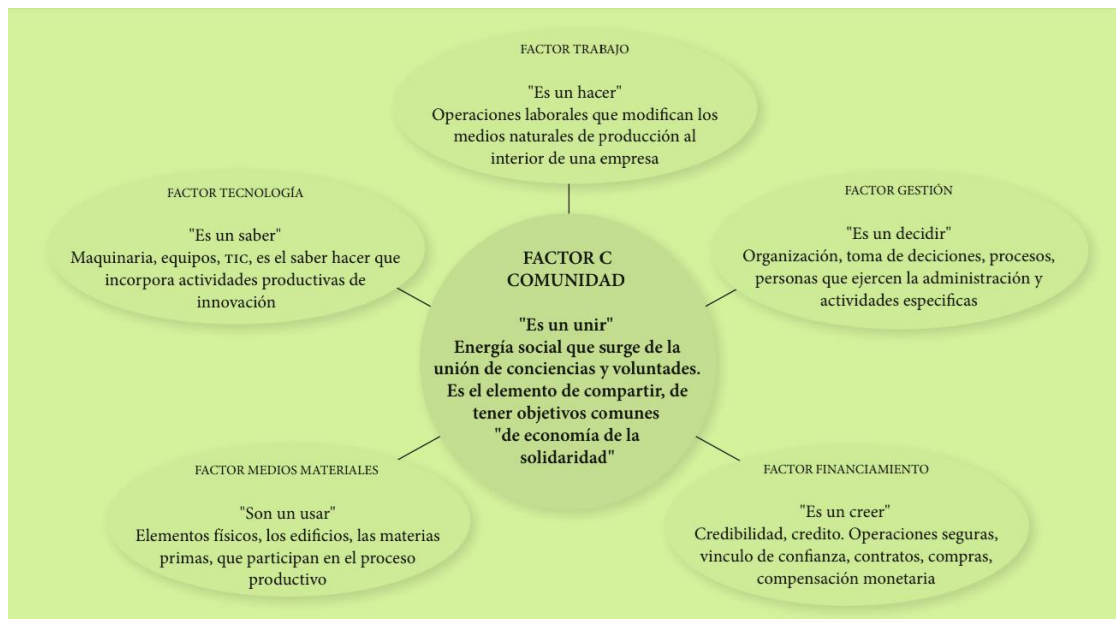 FACTOR TRABAJO
"Es un hacer"
Operaciones laborales que modifican los
medios naturales de producción al
interior de una empresa
FACTOR TECNOLOGÍA
"Es un saber"
Maquinaria, equipos, TIC, es el saber hacer que
incorpora actividades productivas de
innovación
FACTOR GESTIÓN
"Es un decidir"
Organización, toma de deciciones, procesos,
personas que ejercen la administración y
actividades especificas
FACTOR C
COMUNIDAD
"Es un unir"
Energía social que surge de la
unión de conciencias y voluntades.
Es el elemento de compartir, de
tener objetivos comunes
"de economía de la
solidaridad"
FACTOR MEDIOS MATERIALES
"Son un usar"
Elementos físicos, los edificios, las materias
primas, que participan en el proceso
productivo
FACTOR FINANCIAMIENTO
"Es un creer"
Credibilidad, credito. Operaciones seguras,
vinculo de confianza, contratos, compras,
compensación monetaria